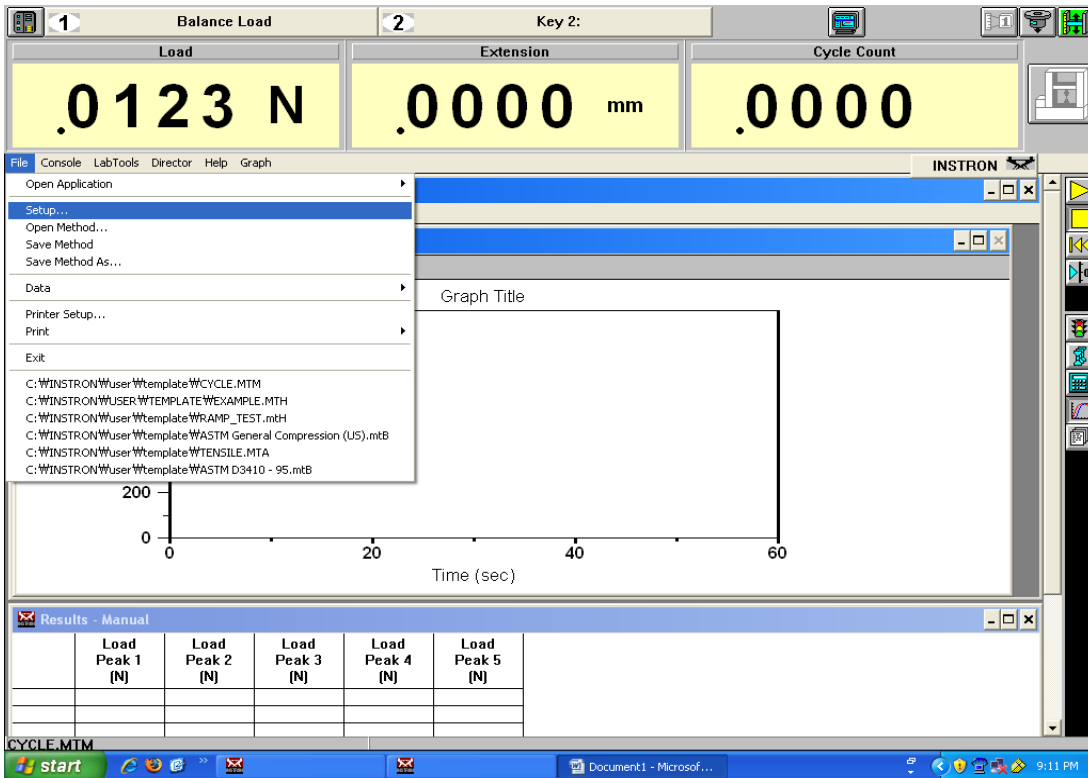 1 Balance Load 2 Key 2:
Load Extension Cycle Count
.0123 N .0000 mm .0000
File Console LabTools Director Help Graph
INSTRON
Open Application
Setup...
Open Method...
Save Method
Save Method As...
Data
Printer Setup...
Print
Exit
C:₩INSTRON₩user₩template₩CYCLE.MTM
C:₩INSTRON₩USER₩TEMPLATE₩EXAMPLE.MTH
C:₩INSTRON₩user₩template₩RAMP_TEST.mtH
C:₩INSTRON₩user₩template₩ASTM General Compression (US).mtB
C:₩INSTRON₩user₩template₩TENSILE.MTA
C:₩INSTRON₩user₩template₩ASTM D3410 - 95.mtB
Graph Title
200
0
0 20 40 60
Time (sec)
Results - Manual
Load Load Load Load Load
Peak 1 Peak 2 Peak 3 Peak 4 Peak 5
(N) (N) (N) (N) (N)
CYCLE.MTM
start Document1 - Microsof... 9:11 PM